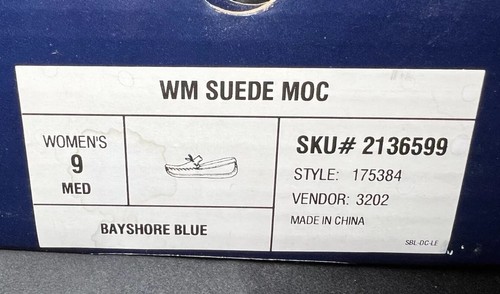 WM SUEDE MOC
WOMEN'S
9
MED
BAYSHORE BLUE
SKU# 2136599
STYLE: 175384
VENDOR: 3202
MADE IN CHINA
SBL-DC-LE